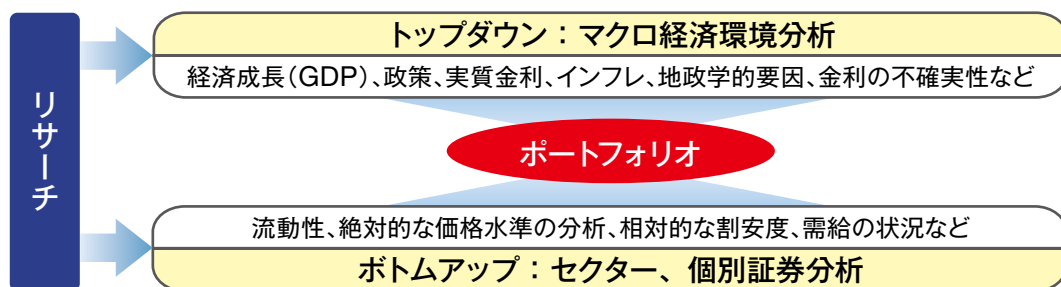 リサーチ
トップダウン：マクロ経済環境分析
経済成長（GDP）、政策、実質金利、インフレ、地政学的要因、金利の不確実性など
ポートフォリオ
流動性、絶対的な価格水準の分析、相対的な割安度、需給の状況など
ボトムアップ：セクター、個別証券分析